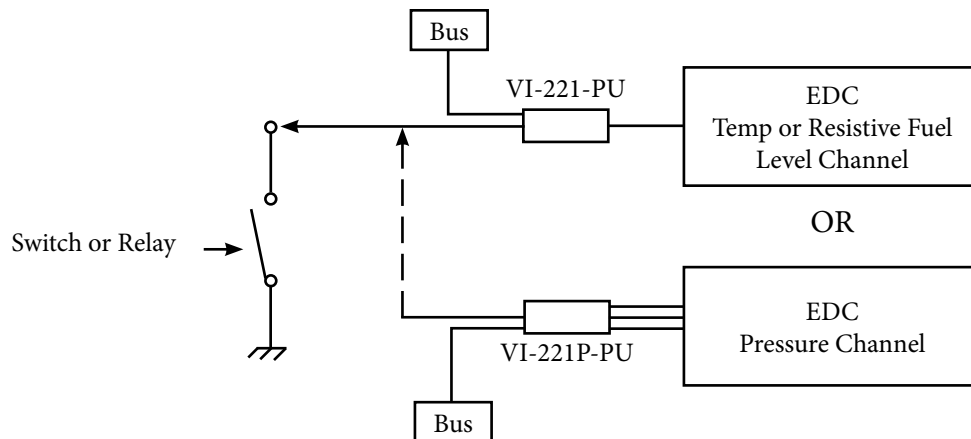 Bus
VI-221-PU
EDC
Temp or Resistive Fuel
Level Channel
OR
Switch or Relay
EDC
Pressure Channel
VI-221P-PU
Bus